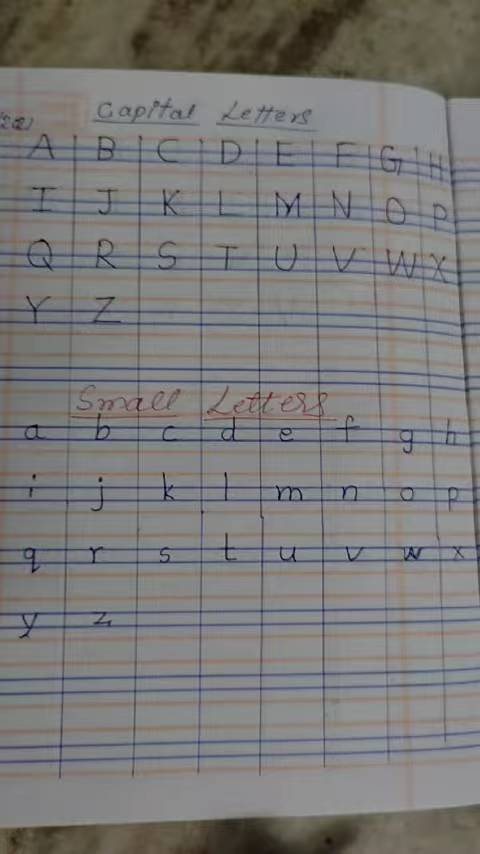 Capital Letters
A B C D E F G H
I J K L M N O P
Q R S T U V W X
Y Z
Small Letters
a b c d e f g h
i j k l m n o p
q r s t u v w x
y z